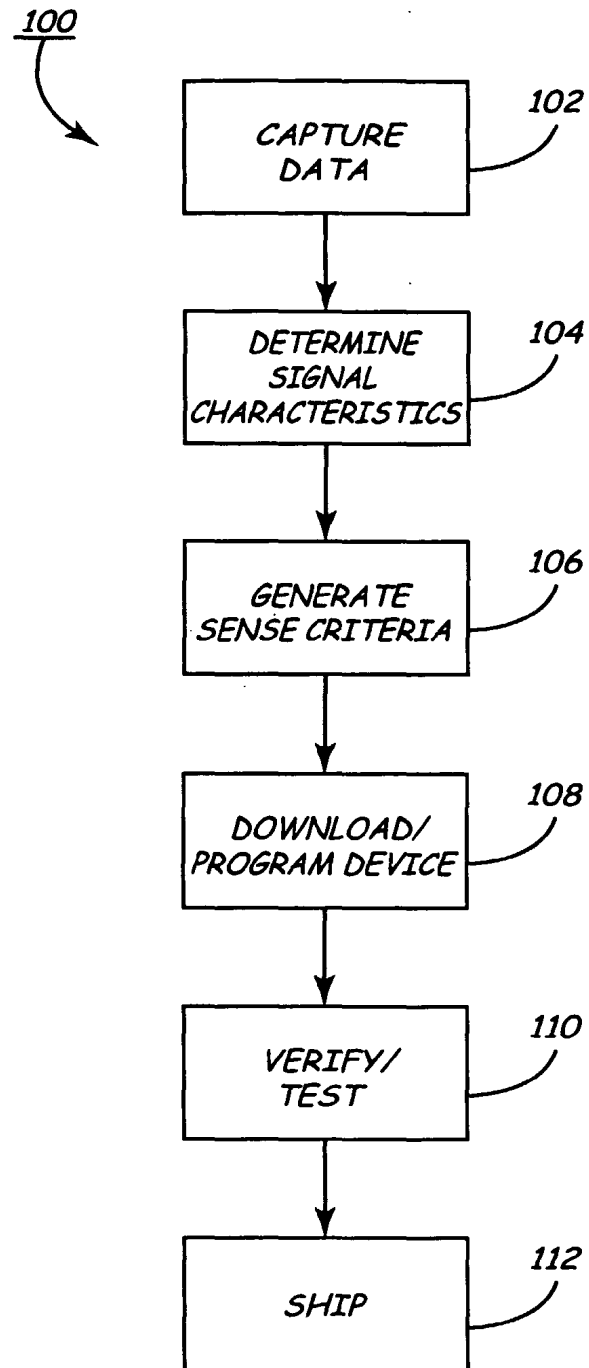 100
102
CAPTURE
DATA
104
DETERMINE
SIGNAL
CHARACTERISTICS
106
GENERATE
SENSE CRITERIA
108
DOWNLOAD/
PROGRAM DEVICE
110
VERIFY/
TEST
112
SHIP